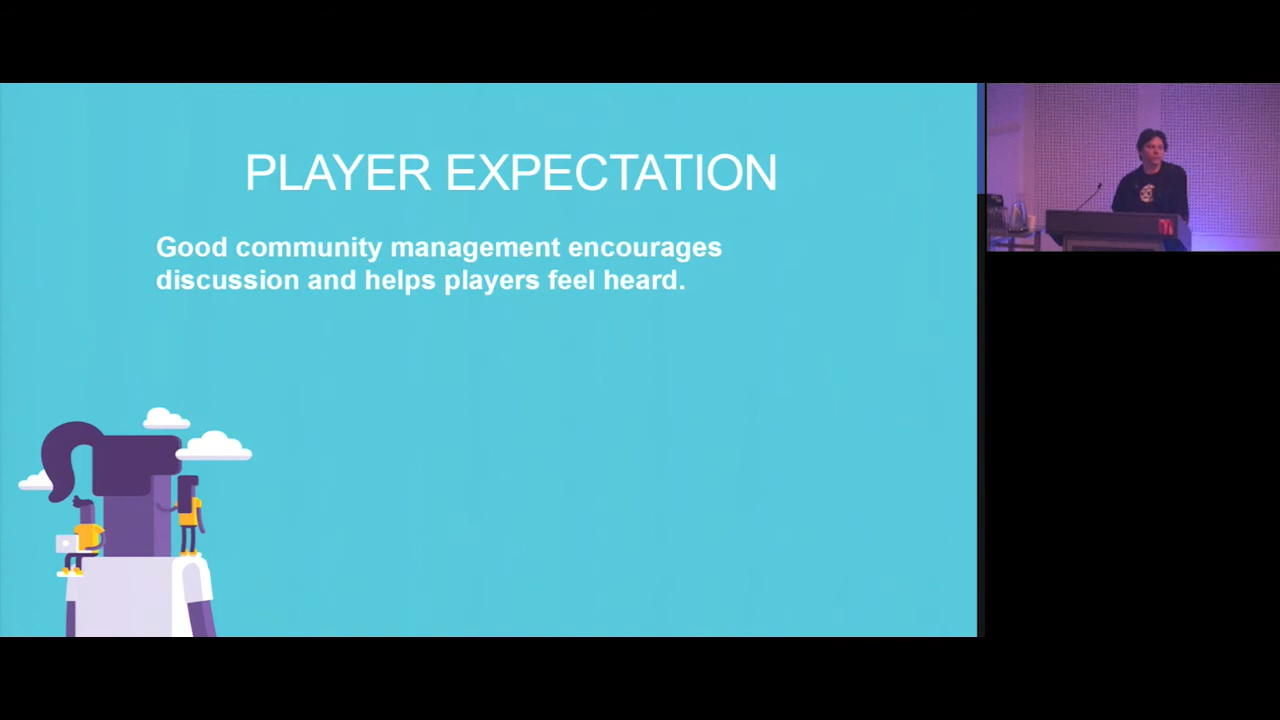 PLAYER EXPECTATION
Good community management encourages
discussion and helps players feel heard.